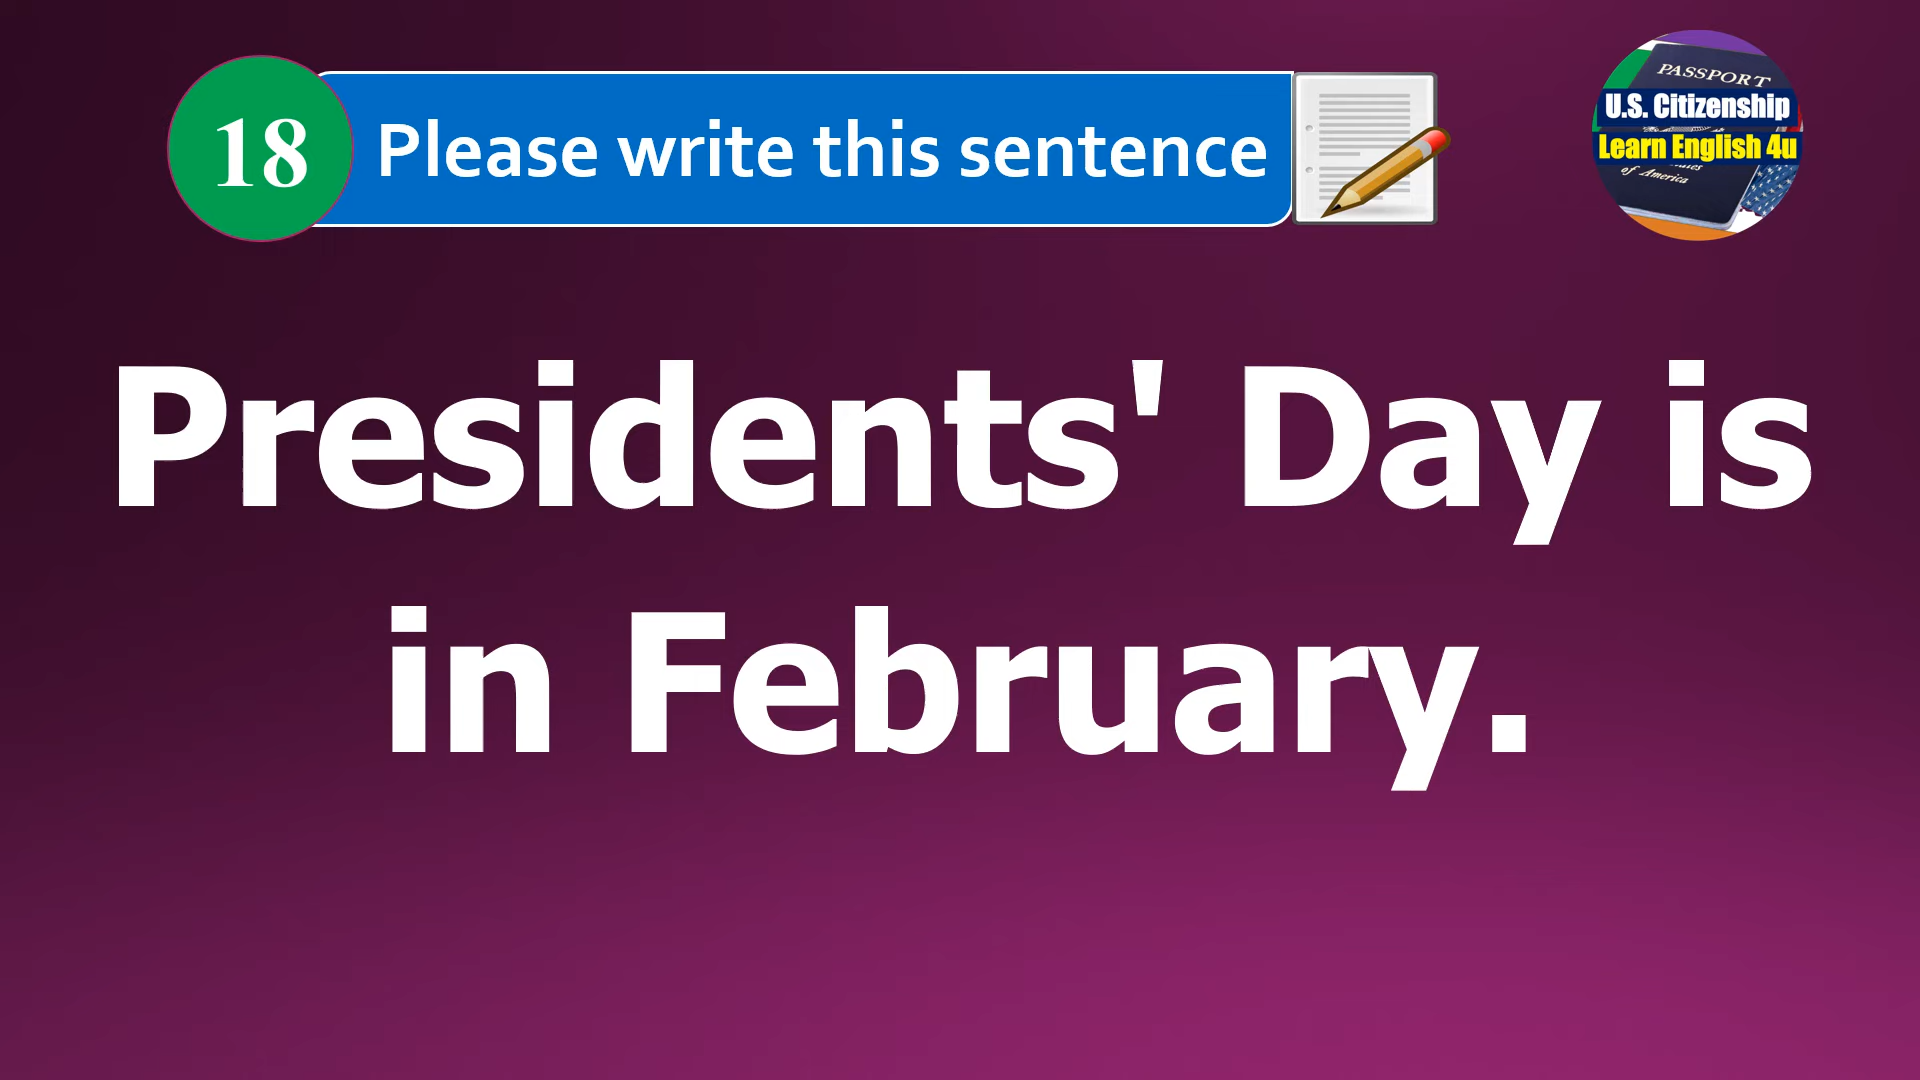 18
Please write this sentence
PASSPORT
U.S. Citizenship
Learn English 4u
of America
Presidents' Day is
in February.